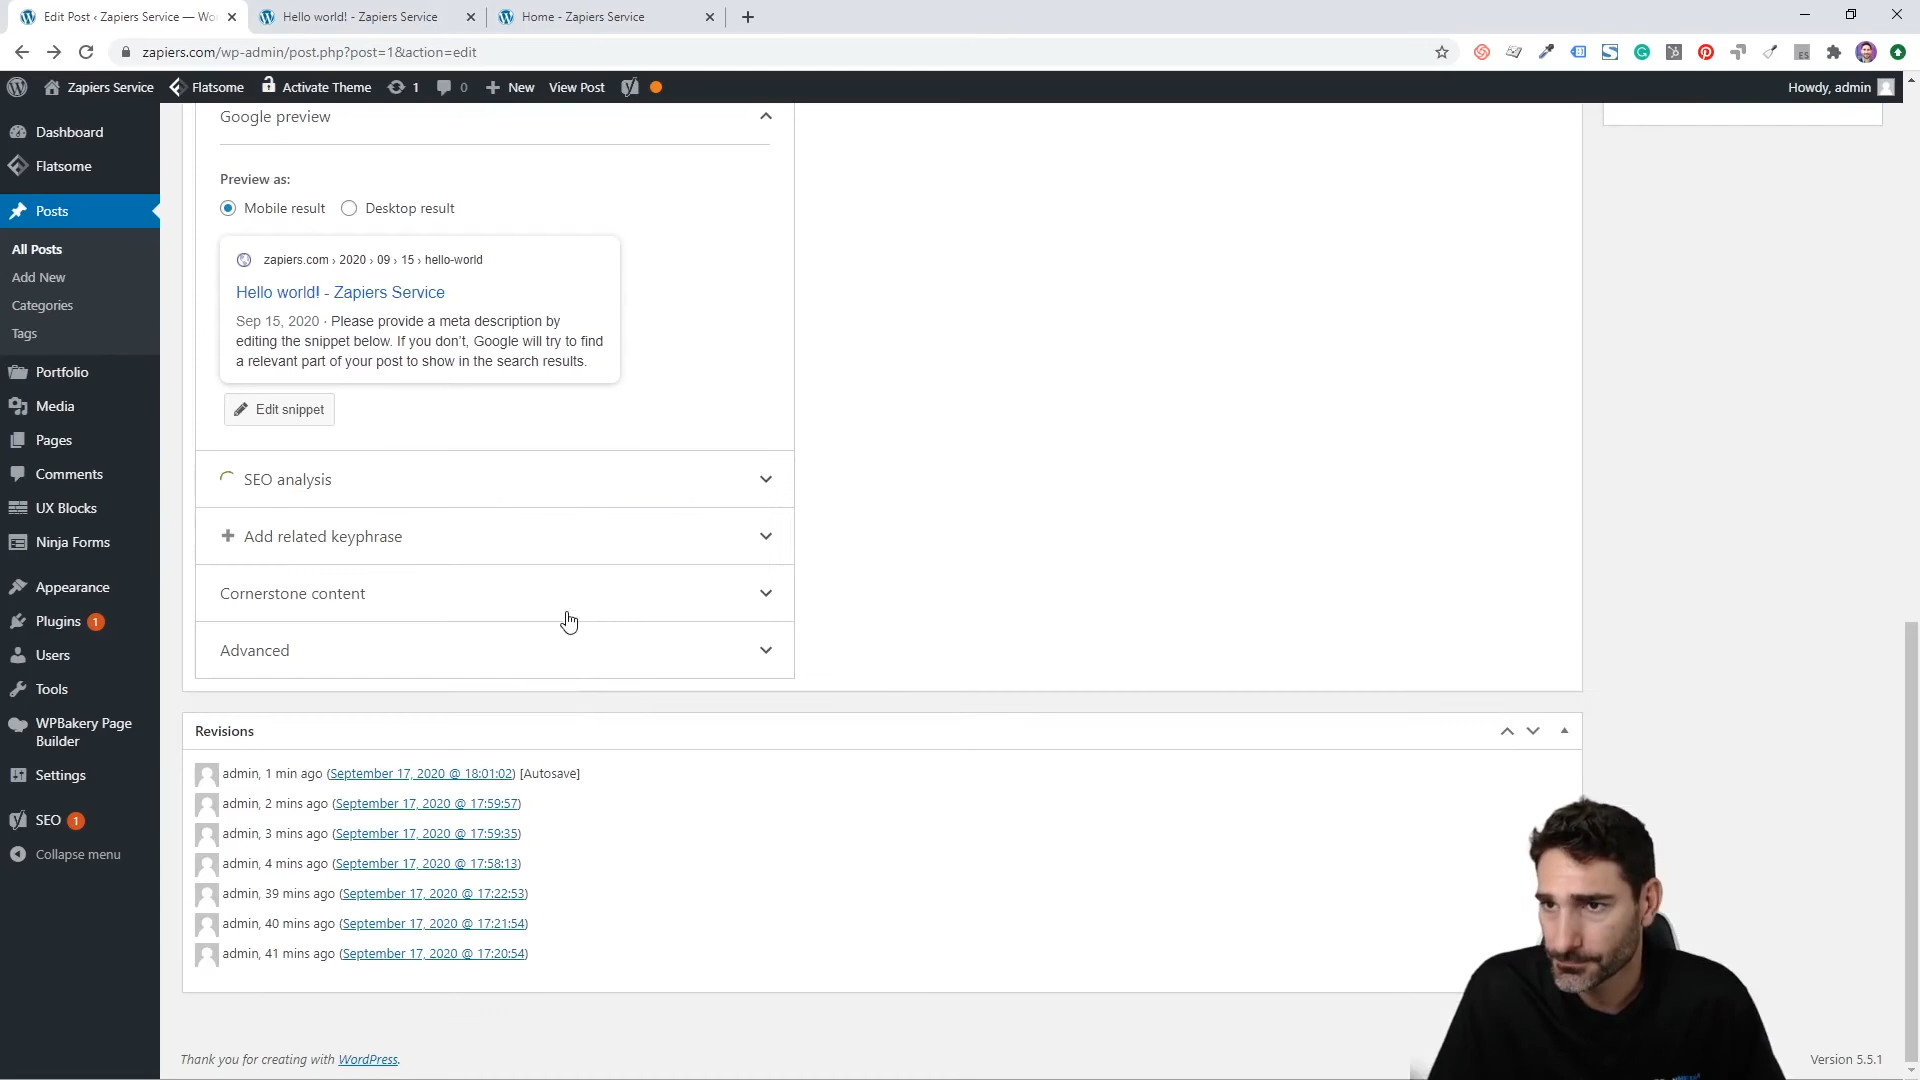 Edit Post ‹ Zapiers Service — Wo
Hello world! - Zapiers Service
Home - Zapiers Service
zapiers.com/wp-admin/post.php?post=1&action=edit
Zapiers Service
Flatsome
Activate Theme
1
0
New
View Post
Howdy, admin
Dashboard
Flatsome
Posts
All Posts
Add New
Categories
Tags
Portfolio
Media
Pages
Comments
UX Blocks
Ninja Forms
Appearance
Plugins 1
Users
Tools
WPBakery Page
Builder
Settings
SEO 1
Collapse menu
Google preview
Preview as:
Mobile result
Desktop result
zapiers.com › 2020 › 09 › 15 › hello-world
Hello world! - Zapiers Service
Sep 15, 2020 · Please provide a meta description by
editing the snippet below. If you don’t, Google will try to find
a relevant part of your post to show in the search results.
Edit snippet
SEO analysis
Add related keyphrase
Cornerstone content
Advanced
Revisions
admin, 1 min ago (September 17, 2020 @ 18:01:02) [Autosave]
admin, 2 mins ago (September 17, 2020 @ 17:59:57)
admin, 3 mins ago (September 17, 2020 @ 17:59:35)
admin, 4 mins ago (September 17, 2020 @ 17:58:13)
admin, 39 mins ago (September 17, 2020 @ 17:22:53)
admin, 40 mins ago (September 17, 2020 @ 17:21:54)
admin, 41 mins ago (September 17, 2020 @ 17:20:54)
Thank you for creating with WordPress.
Version 5.5.1